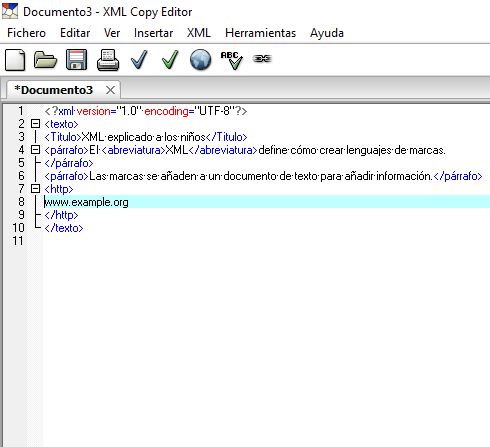 Documento3 - XML Copy Editor
Fichero Editar Ver Insertar XML Herramientas Ayuda
ABC
*Documento3
1 <?xml version="1.0" encoding="UTF-8"?>
2 <texto>
3 <Titulo>XML explicado a los niños</Titulo>
4 <párrafo>El <abreviatura>XML</abreviatura>define cómo crear lenguajes de marcas.
5 </párrafo>
6 <párrafo>Las marcas se añaden a un documento de texto para añadir información.</párrafo>
7 <http>
8 www.example.org
9 </http>
10 </texto>
11